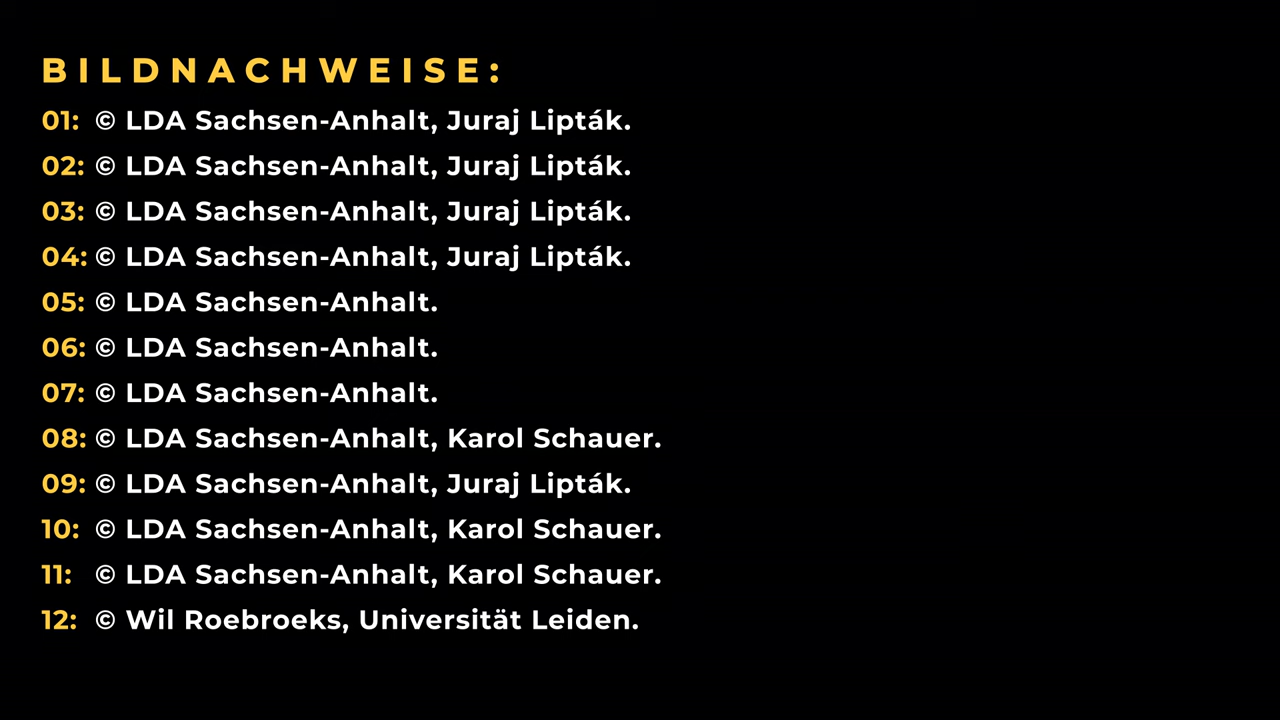 BILDNACHWEISE:
01: © LDA Sachsen-Anhalt, Juraj Lipták.
02: © LDA Sachsen-Anhalt, Juraj Lipták.
03: © LDA Sachsen-Anhalt, Juraj Lipták.
04: © LDA Sachsen-Anhalt, Juraj Lipták.
05: © LDA Sachsen-Anhalt.
06: © LDA Sachsen-Anhalt.
07: © LDA Sachsen-Anhalt.
08: © LDA Sachsen-Anhalt, Karol Schauer.
09: © LDA Sachsen-Anhalt, Juraj Lipták.
10: © LDA Sachsen-Anhalt, Karol Schauer.
11: © LDA Sachsen-Anhalt, Karol Schauer.
12: © Wil Roebroeks, Universität Leiden.